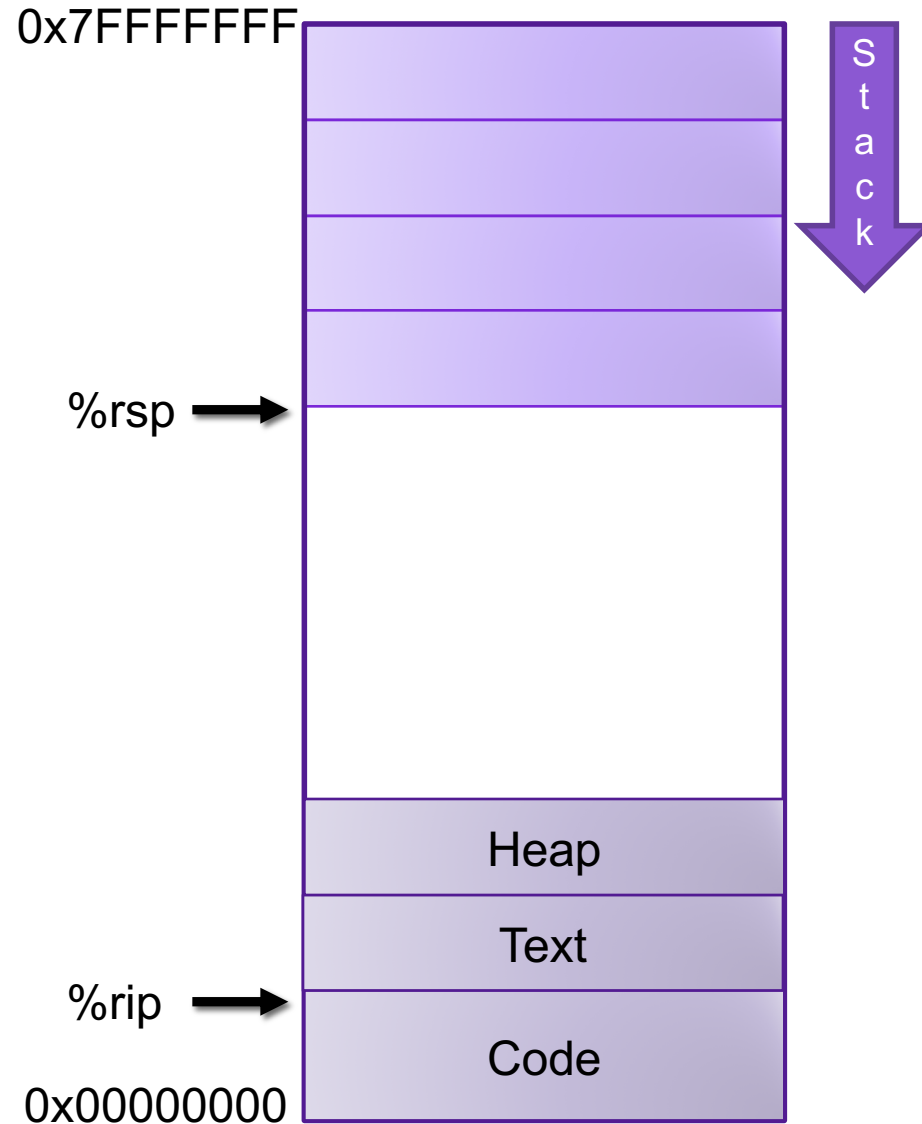 0x7FFFFFFF
S
t
a
c
k
%rsp
Heap
Text
%rip
Code
0x00000000